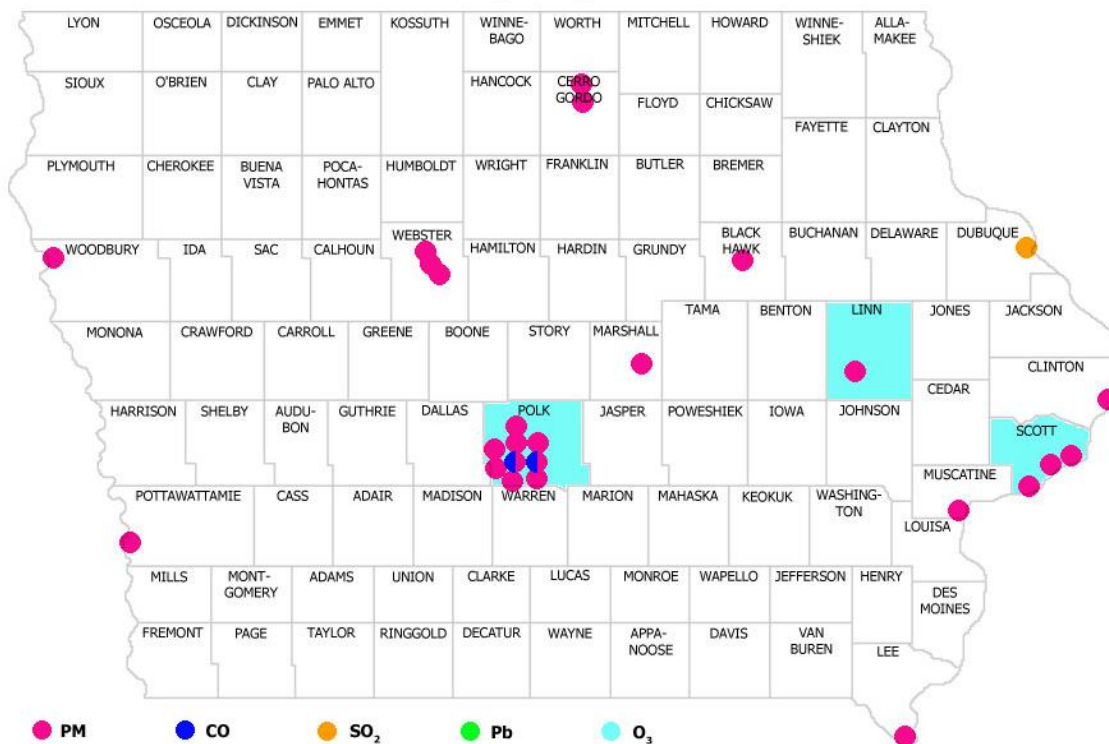 LYON
OSCEOLA
DICKINSON
EMMET
KOSSUTH
WINNE-
BAGO
WORTH
MITCHELL
HOWARD
WINNE-
SHIEK
ALLA-
MAKEE
SIOUX
O'BRIEN
CLAY
PALO ALTO
HANCOCK
CERRO
GORDO
FLOYD
CHICKSAW
FAYETTE
CLAYTON
PLYMOUTH
CHEROKEE
BUENA
VISTA
POCA-
HONTAS
HUMBOLDT
WRIGHT
FRANKLIN
BUTLER
BREMER
WOODBURY
IDA
SAC
CALHOUN
WEBSTER
HAMILTON
HARDIN
GRUNDY
BLACK
HAWK
BUCHANAN
DELAWARE
DUBUQUE
MONONA
CRAWFORD
CARROLL
GREENE
BOONE
STORY
MARSHALL
TAMA
BENTON
LINN
JONES
JACKSON
CLINTON
CEDAR
HARRISON
SHELBY
AUDU-
BON
GUTHRIE
DALLAS
POLK
JASPER
POWESHIEK
IOWA
JOHNSON
SCOTT
MUSCATINE
POTTAWATTAMIE
CASS
ADAIR
MADISON
WARREN
MARION
MAHASKA
KEOKUK
WASHING-
TON
LOUISA
MILLS
MONT-
GOMERY
ADAMS
UNION
CLARKE
LUCAS
MONROE
WAPELLO
JEFFERSON
HENRY
DES
MOINES
FREMONT
PAGE
TAYLOR
RINGGOLD
DECATUR
WAYNE
APPA-
NOOSE
DAVIS
VAN
BUREN
LEE
PM CO SO2 Pb O3